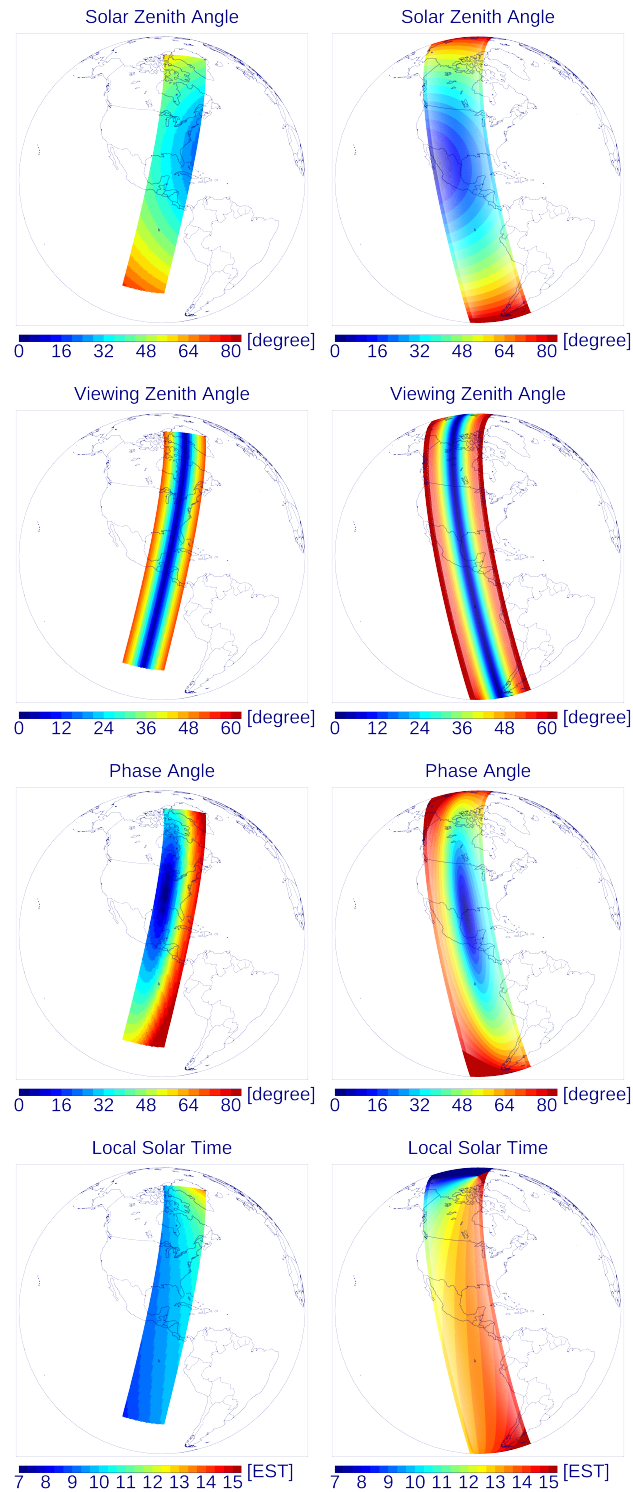 Solar Zenith Angle Solar Zenith Angle
0 16 32 48 64 80 [degree] 0 16 32 48 64 80 [degree]
Viewing Zenith Angle Viewing Zenith Angle
0 12 24 36 48 60 [degree] 0 12 24 36 48 60 [degree]
Phase Angle Phase Angle
0 16 32 48 64 80 [degree] 0 16 32 48 64 80 [degree]
Local Solar Time Local Solar Time
7 8 9 10 11 12 13 14 15 [EST] 7 8 9 10 11 12 13 14 15 [EST]